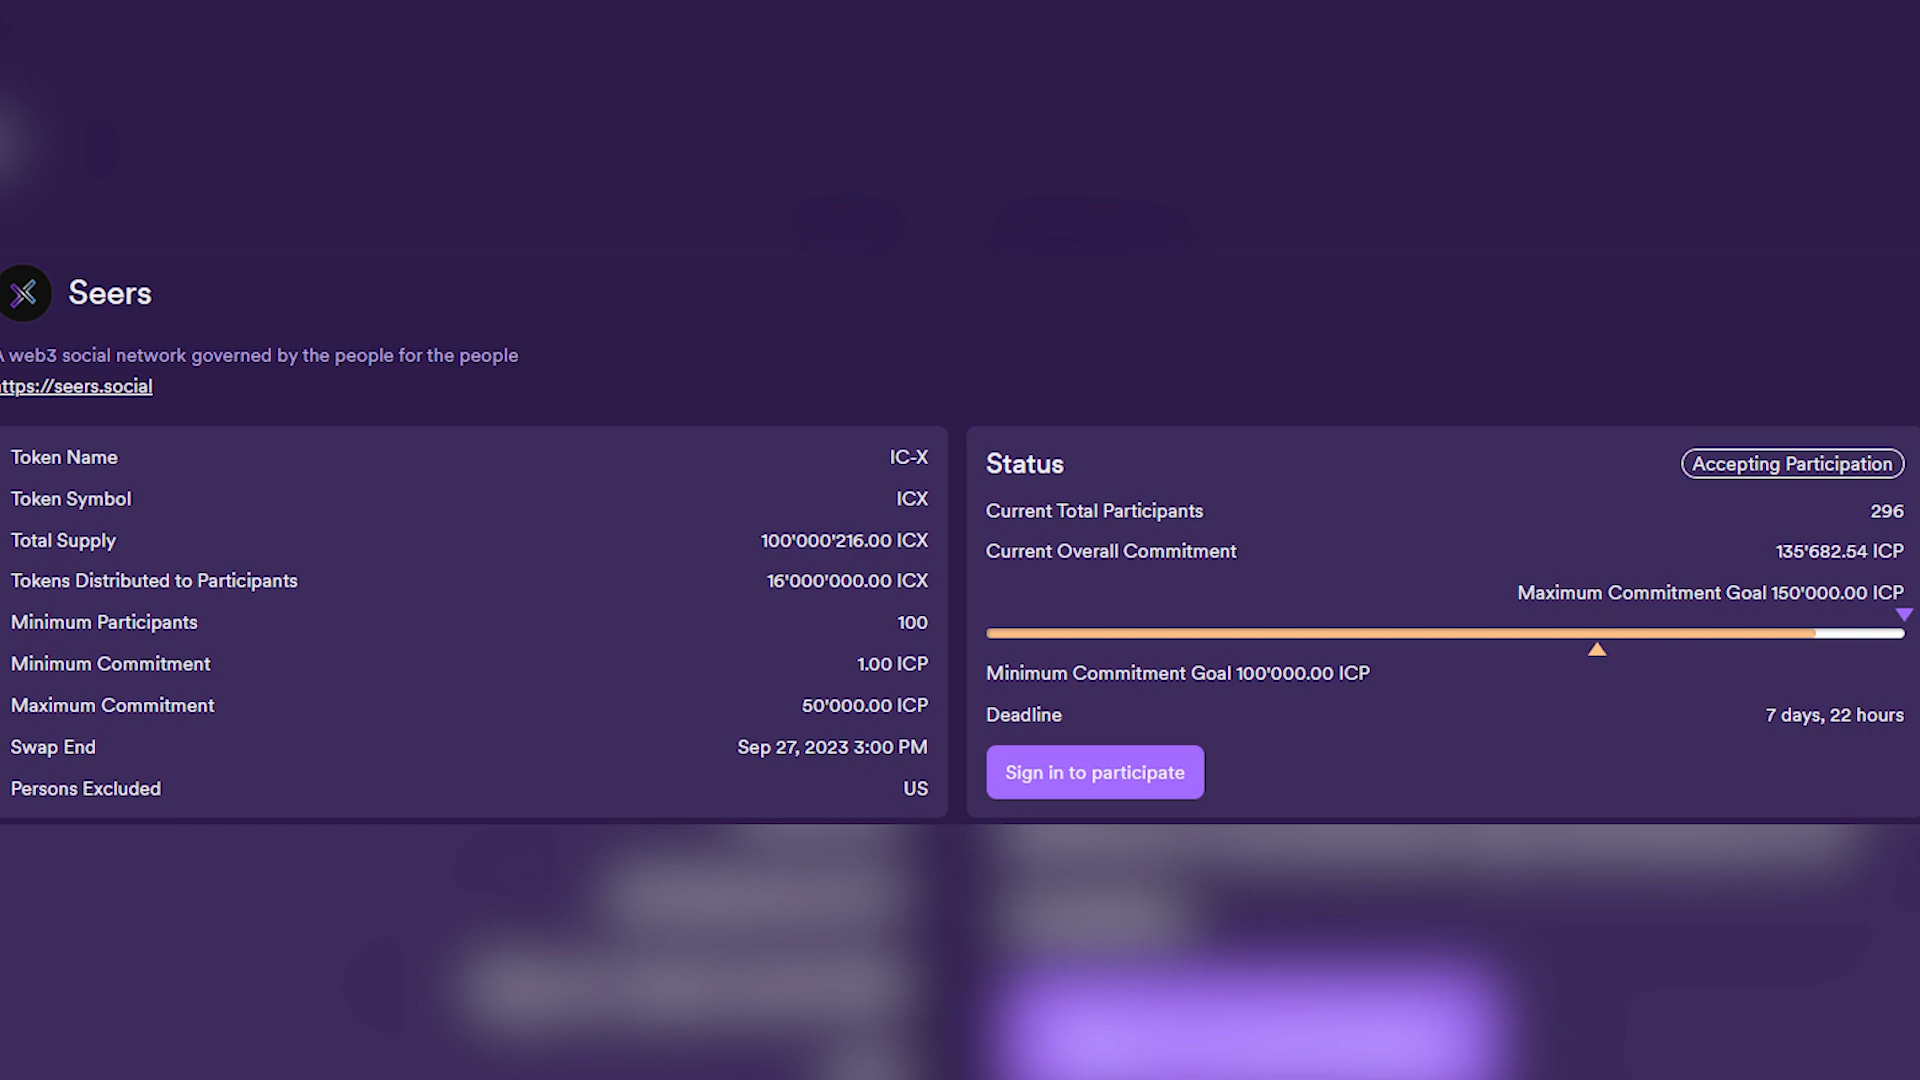 Seers
A web3 social network governed by the people for the people
ttps://seers.social
Token Name IC-X
Token Symbol ICX
Total Supply 100'000'216.00 ICX
Tokens Distributed to Participants 16'000'000.00 ICX
Minimum Participants 100
Minimum Commitment 1.00 ICP
Maximum Commitment 50'000.00 ICP
Swap End Sep 27, 2023 3:00 PM
Persons Excluded US
Status Accepting Participation
Current Total Participants 296
Current Overall Commitment 135'682.54 ICP
Maximum Commitment Goal 150'000.00 ICP
Minimum Commitment Goal 100'000.00 ICP
Deadline 7 days, 22 hours
Sign in to participate